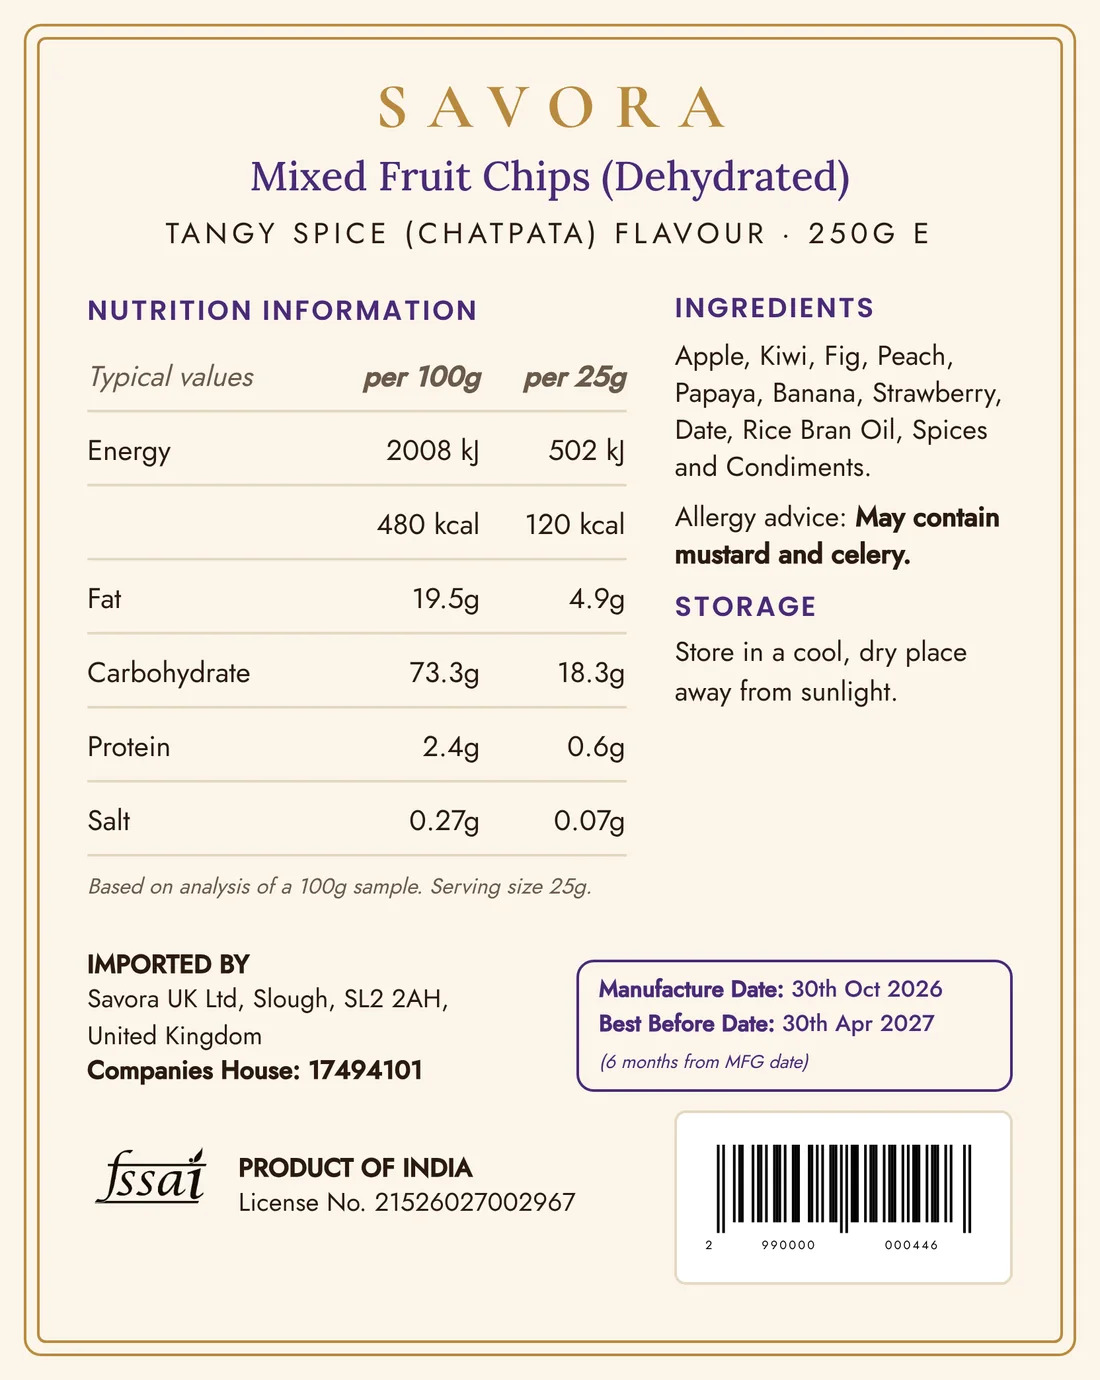 SAVORA
Mixed Fruit Chips (Dehydrated)
TANGY SPICE (CHATPATA) FLAVOUR · 250G E
NUTRITION INFORMATION
Typical values per 100g per 25g
Energy 2008 kJ 502 kJ
480 kcal 120 kcal
Fat 19.5g 4.9g
Carbohydrate 73.3g 18.3g
Protein 2.4g 0.6g
Salt 0.27g 0.07g
Based on analysis of a 100g sample. Serving size 25g.
INGREDIENTS
Apple, Kiwi, Fig, Peach,
Papaya, Banana, Strawberry,
Date, Rice Bran Oil, Spices
and Condiments.
Allergy advice: May contain
mustard and celery.
STORAGE
Store in a cool, dry place
away from sunlight.
IMPORTED BY
Savora UK Ltd, Slough, SL2 2AH,
United Kingdom
Companies House: 17494101
Manufacture Date: 30th Oct 2026
Best Before Date: 30th Apr 2027
(6 months from MFG date)
fssai
PRODUCT OF INDIA
License No. 21526027002967
2 990000 000446